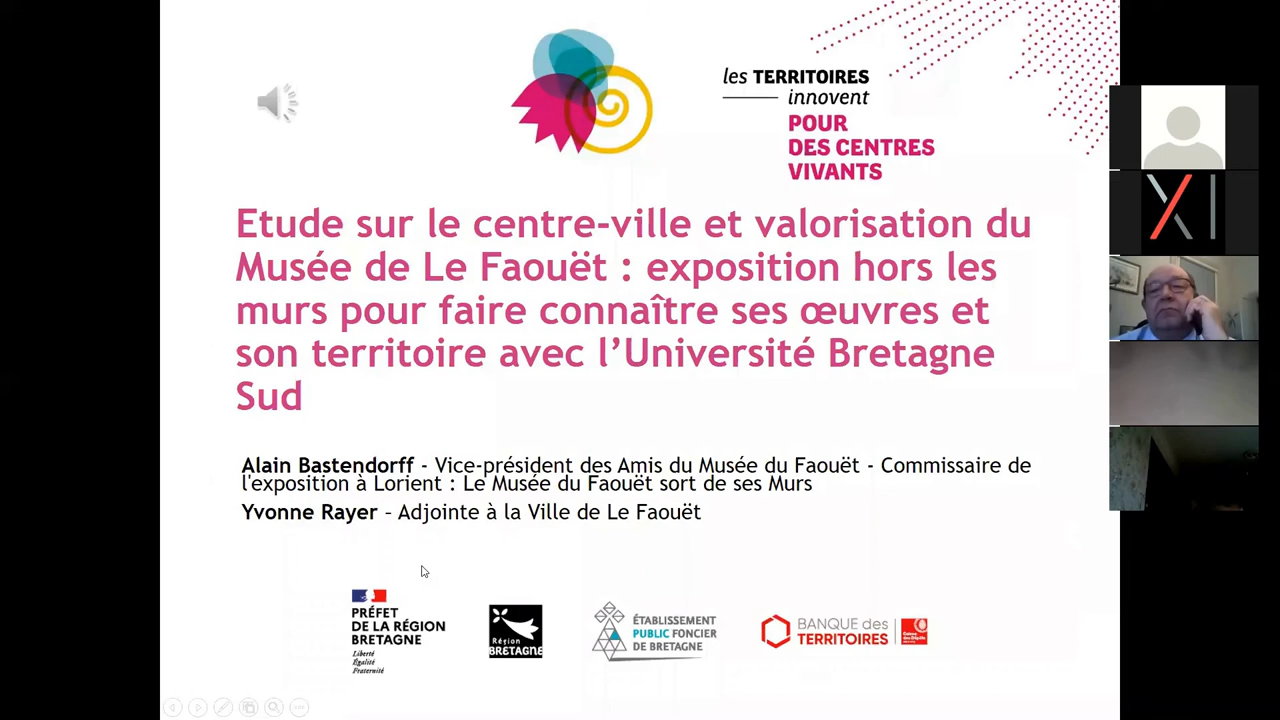 les TERRITOIRES
innovent
POUR
DES CENTRES
VIVANTS
Etude sur le centre-ville et valorisation du
Musée de Le Faouët : exposition hors les
murs pour faire connaître ses œuvres et
son territoire avec l’Université Bretagne
Sud
Alain Bastendorff - Vice-président des Amis du Musée du Faouët - Commissaire de
l'exposition à Lorient : Le Musée du Faouët sort de ses Murs
Yvonne Rayer – Adjointe à la Ville de Le Faouët
PRÉFET
DE LA RÉGION
BRETAGNE
Liberté
Égalité
Fraternité
Région
BRETAGNE
ÉTABLISSEMENT
PUBLIC FONCIER
DE BRETAGNE
BANQUE des
TERRITOIRES